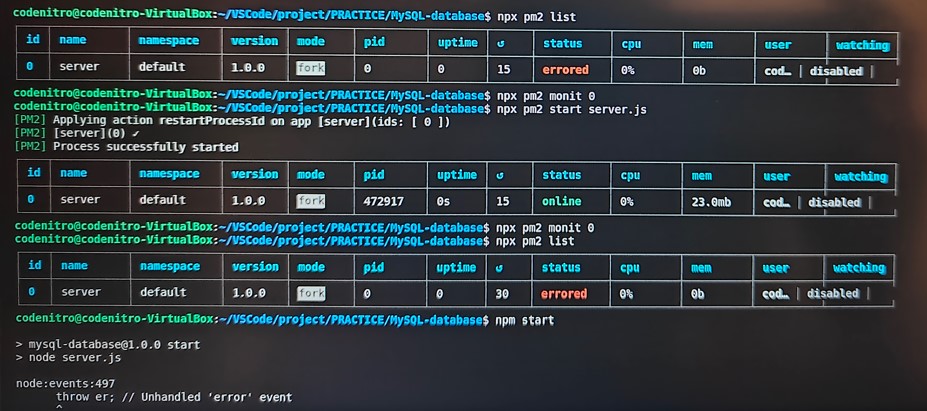 codenitro@codenitro-VirtualBox:~/VSCode/project/PRACTICE/MySQL-database$ npx pm2 list
id name namespace version mode pid uptime ↺ status cpu mem user watching
0 server default 1.0.0 fork 0 0 15 errored 0% 0b cod… disabled
codenitro@codenitro-VirtualBox:~/VSCode/project/PRACTICE/MySQL-database$ npx pm2 monit 0
codenitro@codenitro-VirtualBox:~/VSCode/project/PRACTICE/MySQL-database$ npx pm2 start server.js
[PM2] Applying action restartProcessId on app [server](ids: [ 0 ])
[PM2] [server](0) ✓
[PM2] Process successfully started
id name namespace version mode pid uptime ↺ status cpu mem user watching
0 server default 1.0.0 fork 472917 0s 15 online 0% 23.0mb cod… disabled
codenitro@codenitro-VirtualBox:~/VSCode/project/PRACTICE/MySQL-database$ npx pm2 monit 0
codenitro@codenitro-VirtualBox:~/VSCode/project/PRACTICE/MySQL-database$ npx pm2 list
id name namespace version mode pid uptime ↺ status cpu mem user watching
0 server default 1.0.0 fork 0 0 30 errored 0% 0b cod… disabled
codenitro@codenitro-VirtualBox:~/VSCode/project/PRACTICE/MySQL-database$ npm start
> mysql-database@1.0.0 start
> node server.js
node:events:497
throw er; // Unhandled 'error' event
^